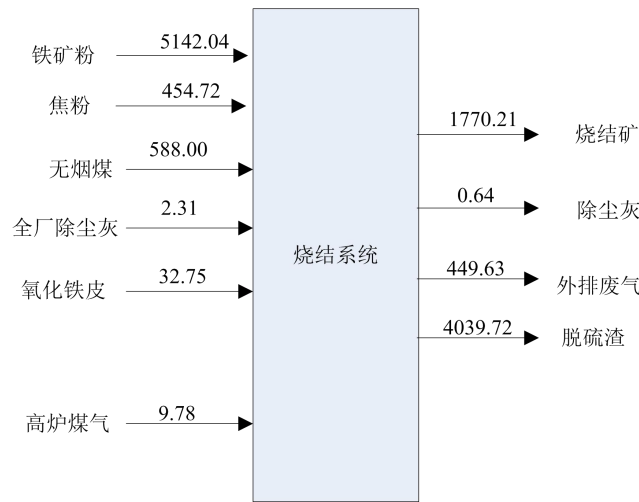 铁矿粉 5142.04
焦粉 454.72
无烟煤 588.00
全厂除尘灰 2.31
氧化铁皮 32.75
高炉煤气 9.78
烧结系统
1770.21 烧结矿
0.64 除尘灰
449.63 外排废气
4039.72 脱硫渣